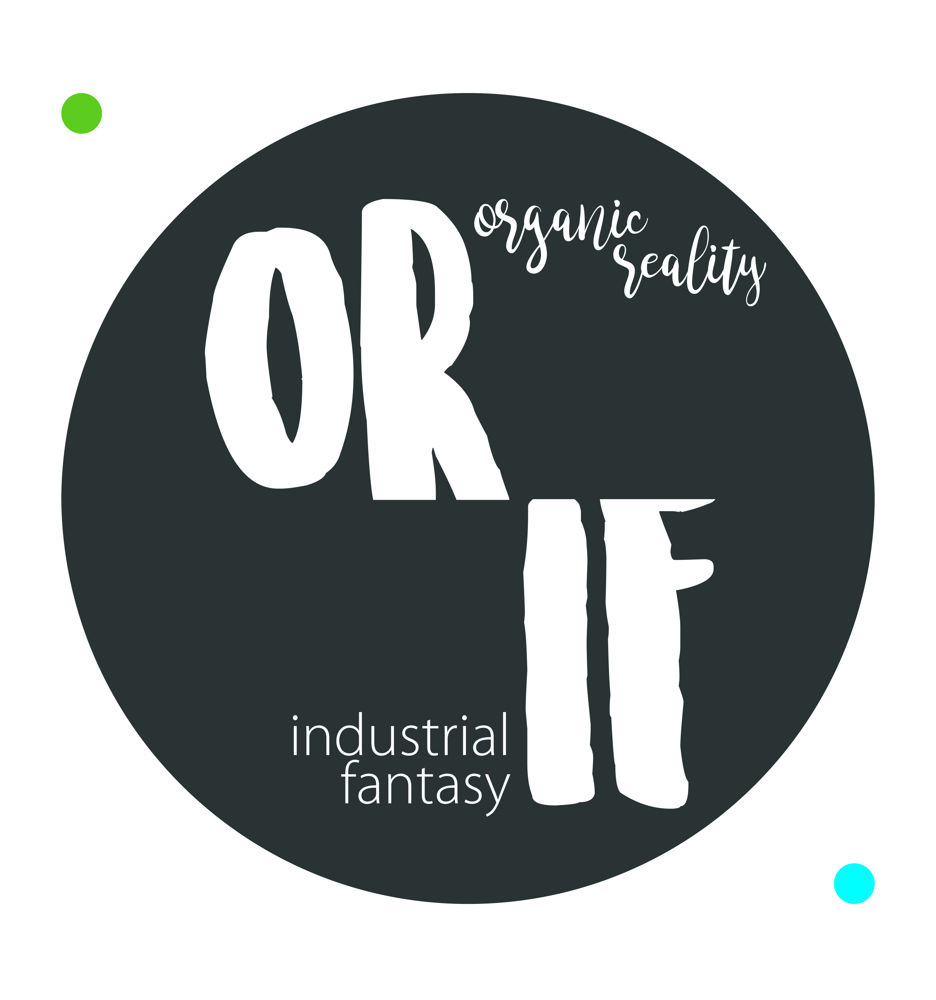 OR
organic
reality
IF
industrial
fantasy